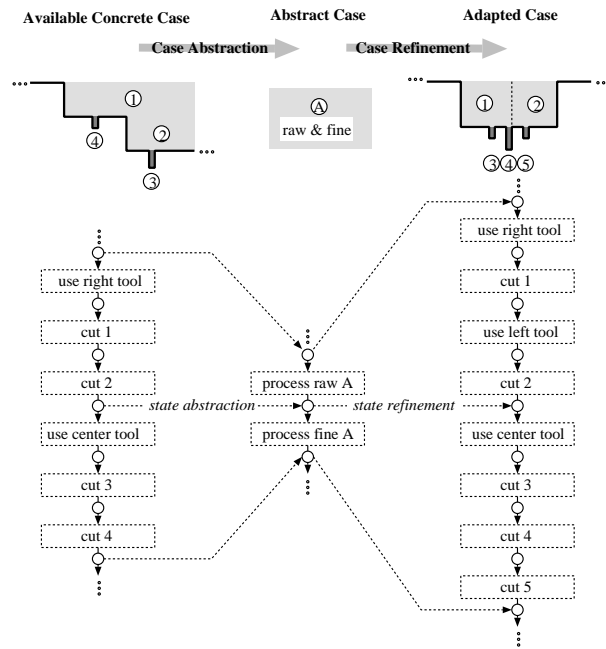 Available Concrete Case
Abstract Case
Adapted Case
Case Abstraction
Case Refinement
1
2
4
3
A
raw & fine
1
2
3 4 5
use right tool
cut 1
cut 2
use center tool
cut 3
cut 4
state abstraction
process raw A
process fine A
state refinement
use right tool
cut 1
use left tool
cut 2
use center tool
cut 3
cut 4
cut 5